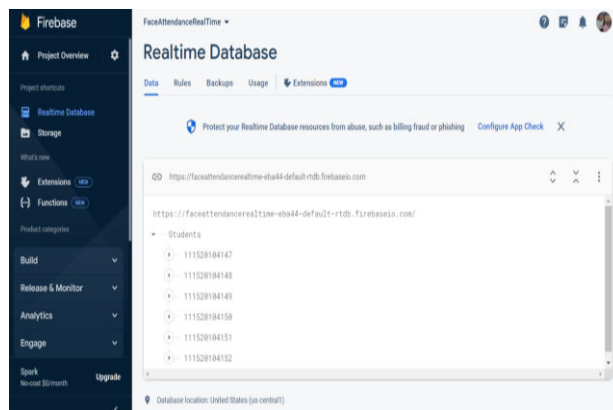 Firebase
Project Overview
Project shortcuts
Realtime Database
Storage
What's new
Extensions NEW
Functions NEW
Product categories
Build
Release & Monitor
Analytics
Engage
Spark
No-cost $0/month
Upgrade
FaceAttendanceRealTime
Realtime Database
Data Rules Backups Usage Extensions NEW
Protect your Realtime Database resources from abuse, such as billing fraud or phishing Configure App Check
https://faceattendancerealtime-eba44-default-rtdb.firebaseio.com
https://faceattendancerealtime-eba44-default-rtdb.firebaseio.com/
Students
111520104147
111520104148
111520104149
111520104150
111520104151
111520104152
Database location: United States (us-central1)